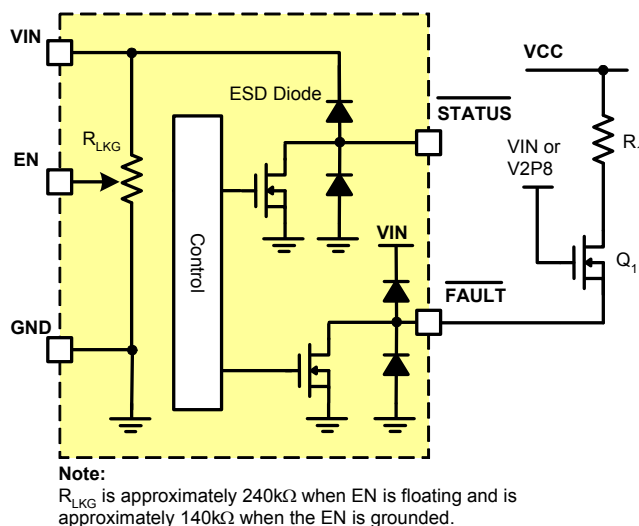 VIN
VCC
ESD Diode
STATUS
R1
RLKG
VIN or
V2P8
EN
Control
VIN
Q1
FAULT
GND
Note:
RLKG is approximately 240kΩ when EN is floating and is
approximately 140kΩ when the EN is grounded.